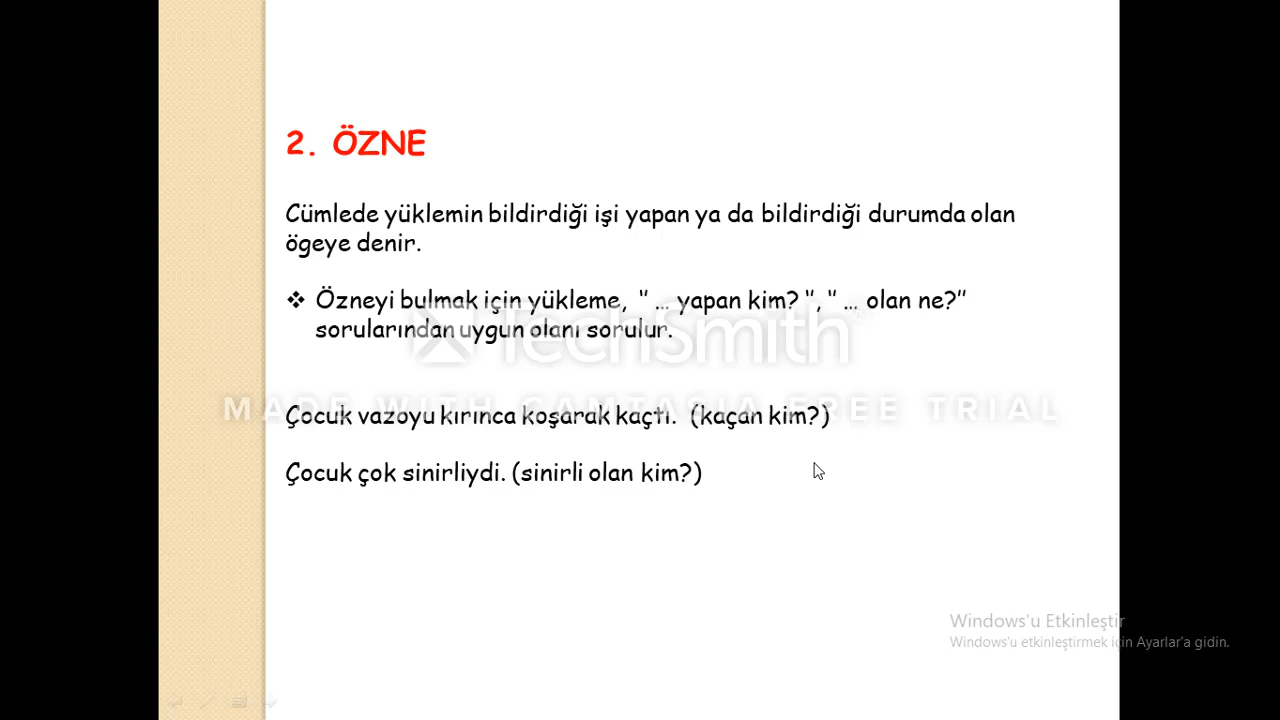 2. ÖZNE
Cümlede yüklemin bildirdiği işi yapan ya da bildirdiği durumda olan
ögeye denir.
❖ Özneyi bulmak için yükleme, “ … yapan kim? ”, “ … olan ne?”
sorularından uygun olanı sorulur.
TechSmith
MADE WITH CAMTASIA FREE TRIAL
Çocuk vazoyu kırınca koşarak kaçtı. (kaçan kim?)
Çocuk çok sinirliydi. (sinirli olan kim?)
Windows'u Etkinleştir
Windows'u etkinleştirmek için Ayarlar'a gidin.